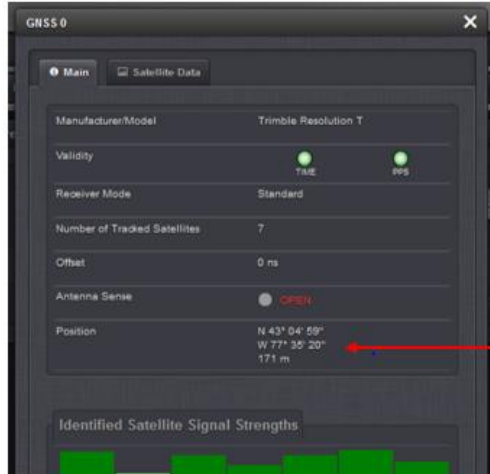 GNSS 0
Main Satellite Data
Manufacturer/Model Trimble Resolution T
Validity
TIME PPS
Receiver Mode Standard
Number of Tracked Satellites 7
Offset 0 ns
Antenna Sense OPEN
Position N 43° 04' 59"
W 77° 35' 20"
171 m
Identified Satellite Signal Strengths